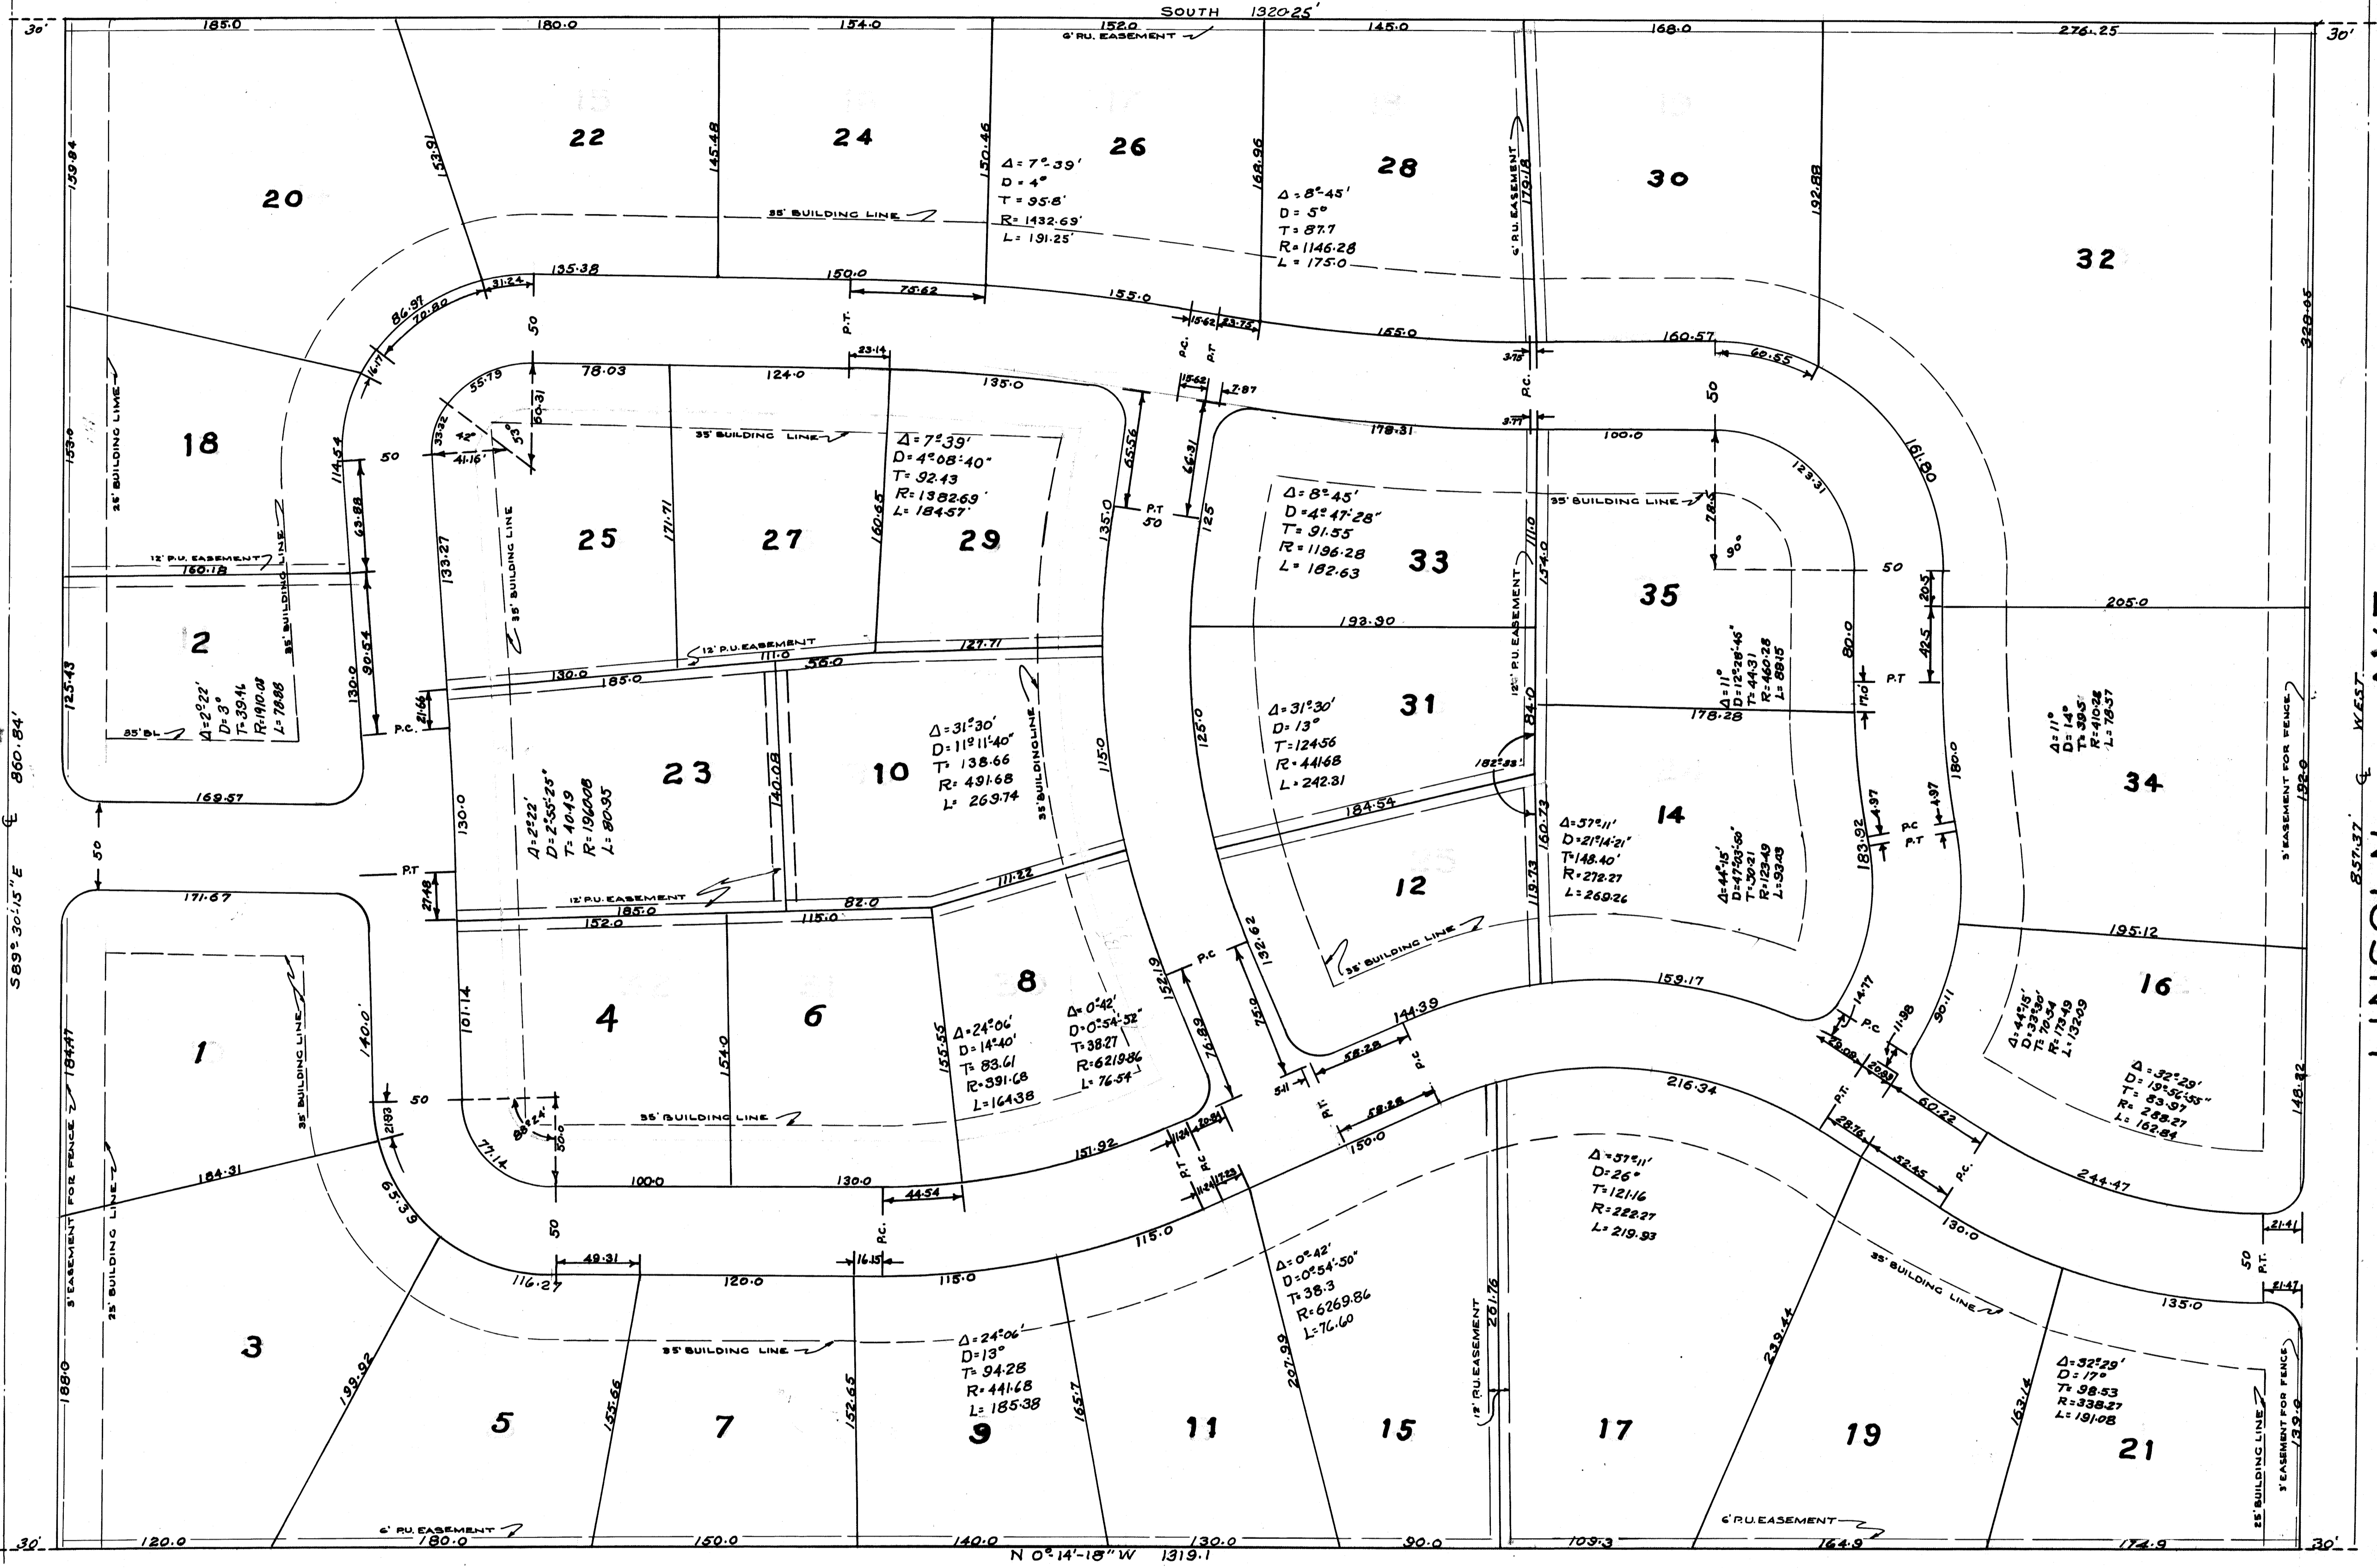 SOUTH 1320.25'
30'
185.0
180.0
154.0
152.0
145.0
168.0
276.25
30'
6' P.U. EASEMENT
159.84
153.91
145.48
150.46
168.96
6' P.U. EASEMENT
179.18
192.88
328.05
20
22
24
26
28
30
32
Δ = 7°-39'
D = 4°
T = 95.8'
R = 1432.69'
L = 191.25'
Δ = 8°-45'
D = 5°
T = 87.7
R = 1146.28
L = 175.0
35' BUILDING LINE
31.24
135.38
150.0
75.62
155.0
15.62
23.75
155.0
3.75
160.57
60.55
86.97
70.80
16.17
50
P.T.
P.C.
P.T
P.C.
50
23.14
15.62
7.87
3.77
55.79
78.03
124.0
135.0
178.31
100.0
123.31
161.80
33.32
42°
53°
50.31
41.16'
50
114.54
63.88
153.0
25' BUILDING LINE
18
35' BUILDING LINE
35' BUILDING LINE
Δ = 7°39'
D = 4°08'40"
T = 92.43
R = 1382.69'
L = 184.57'
65.56
66.31
P.T
50
135.0
125
Δ = 8°45'
D = 4°47'28"
T = 91.55
R = 1196.28
L = 182.63
35' BUILDING LINE
78.5
90°
50
20.5
205.0
133.27
171.71
160.65
25
27
29
33
35
111.0
154.0
12' P.U. EASEMENT
12' P.U. EASEMENT
160.18
35' BUILDING LINE
2
125.43
130.0
90.54
35' BL
Δ=2°22'
D=3°
T=39.46
R=1910.08
L=78.88
12' P.U. EASEMENT
130.0
185.0
111.0
56.0
127.71
193.30
42.5
80.0
Δ=11°
D=12°28'46"
T=44.31
R=460.28
L=88.15
P.T
17.0
178.28
21.66
P.C.
23
10
31
14
34
140.08
Δ=31°30'
D=11°11'40"
T= 138.66
R= 491.68
L= 269.74
35' BUILDING LINE
115.0
125.0
Δ=31°30'
D=13°
T=124.56
R=441.68
L=242.31
84.0
182°53'
Δ=11°
D=14°
T=39.5
R=410.28
L=78.57
180.0
192.0
3' EASEMENT FOR FENCE
Δ=2°22'
D=2°55'25"
T= 40.49
R=1960.08
L=80.95
169.57
50
130.0
S89°30'-15" E ℄ 860.84'
857.37' ℄ WEST
184.54
160.73
Δ=57°11'
D=21°14'21"
T=148.40'
R=272.27
L=269.26
Δ=44°15'
D=47°03'50"
T=50.21
R=123.49
L=93.03
183.92
4.97
4.97
P.C
P.T
P.T
27.48
171.67
12' P.U. EASEMENT
185.0
82.0
111.22
152.0
115.0
12
119.73
195.12
16
35' BUILDING LINE
132.62
P.C
152.19
75.0
76.89
144.39
159.17
14.77
P.C
11.98
90.11
Δ=44°15'
D=33°30'
T=70.54
R=173.49
L=132.09
Δ=32°29'
D=19°56'55"
T= 83.97
R= 288.27
L= 162.84
148.32
1
140.0'
101.14
4
6
8
154.0
155.55
Δ=24°06'
D=14°40'
T= 83.61
R=391.68
L=164.38
Δ=0°42'
D=0°54'52"
T=38.27
R=6219.86
L=76.54
35' BUILDING LINE
184.47
3' EASEMENT FOR FENCE
25' BUILDING LINE
184.31
21.93
50
65.39
77.14
50.0
35' BUILDING LINE
100.0
130.0
44.54
151.92
11.24
20.84
P.T
P.C
11.24
17.23
5.11
58.28
P.T.
P.C
58.28
150.0
216.34
29.09
20.83
P.T.
28.76
60.22
52.45
P.C.
244.47
21.41
50
P.T.
21.47
50
P.C.
49.31
116.27
120.0
16.15
115.0
115.0
130.0
135.0
35' BUILDING LINE
35' BUILDING LINE
Δ=57°11'
D=26°
T=121.16
R=222.27
L=219.93
Δ=0°42'
D=0°54'50"
T=38.3
R=6269.86
L=76.60
Δ=24°06'
D=13°
T= 94.28
R= 441.68
L= 185.38
Δ=32°29'
D=17°
T= 98.53
R=338.27
L=191.08
3
5
7
9
11
15
17
19
21
188.0
199.92
155.66
152.65
165.7
207.99
12' P.U. EASEMENT
261.76
239.44
163.14
25' BUILDING LINE
3' EASEMENT FOR FENCE
139.0
6' P.U. EASEMENT
6' P.U. EASEMENT
30'
120.0
180.0
150.0
140.0
130.0
90.0
109.3
164.9
174.9
30'
N 0°-14'-18" W 1319.1